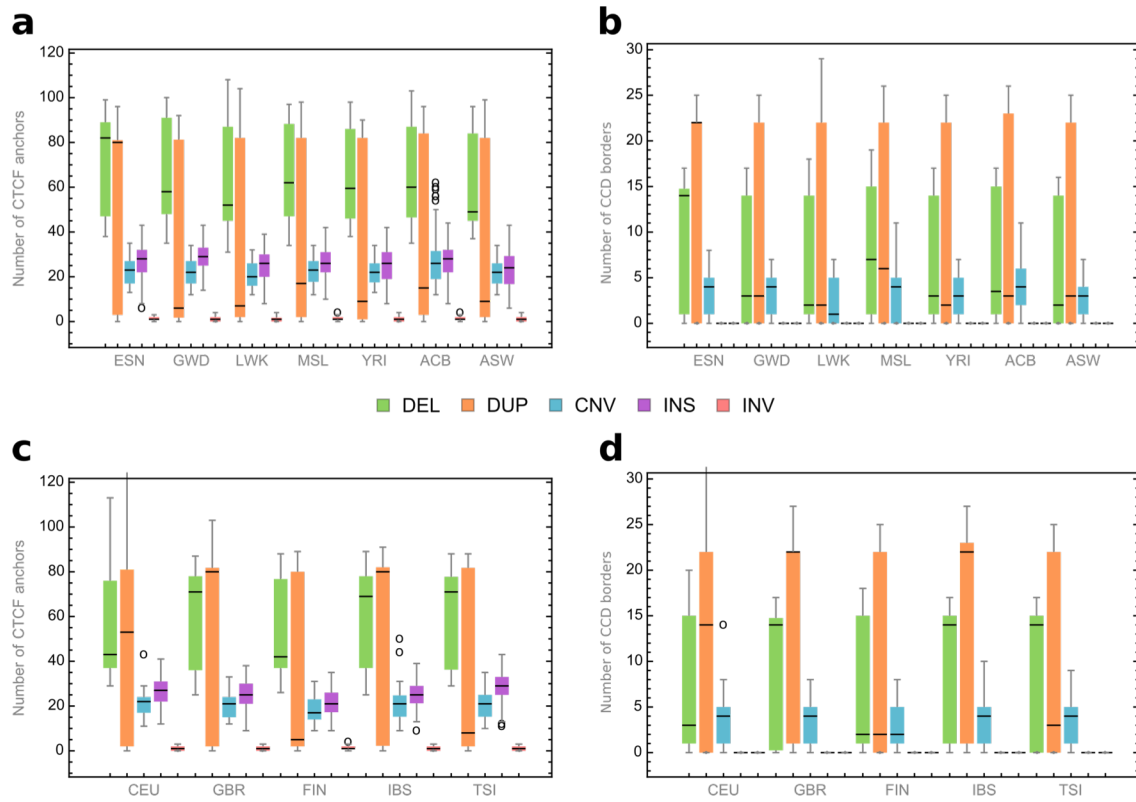 a
120
100
80
60
40
20
0
Number of CTCF anchors
ESN GWD LWK MSL YRI ACB ASW
b
30
25
20
15
10
5
0
Number of CCD borders
ESN GWD LWK MSL YRI ACB ASW
DEL DUP CNV INS INV
c
120
100
80
60
40
20
0
Number of CTCF anchors
CEU GBR FIN IBS TSI
d
30
25
20
15
10
5
0
Number of CCD borders
CEU GBR FIN IBS TSI